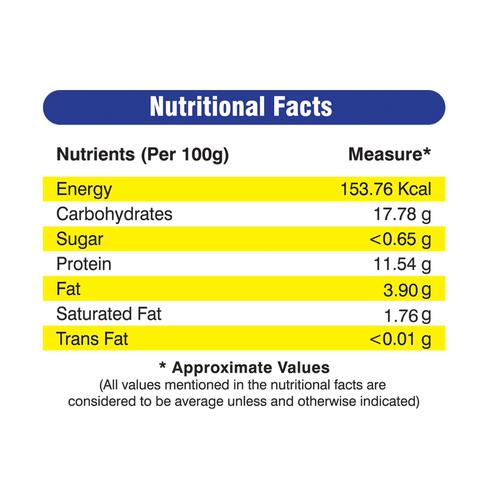 Nutritional Facts
Nutrients (Per 100g) Measure*
Energy 153.76 Kcal
Carbohydrates 17.78 g
Sugar <0.65 g
Protein 11.54 g
Fat 3.90 g
Saturated Fat 1.76 g
Trans Fat <0.01 g
* Approximate Values
(All values mentioned in the nutritional facts are
considered to be average unless and otherwise indicated)